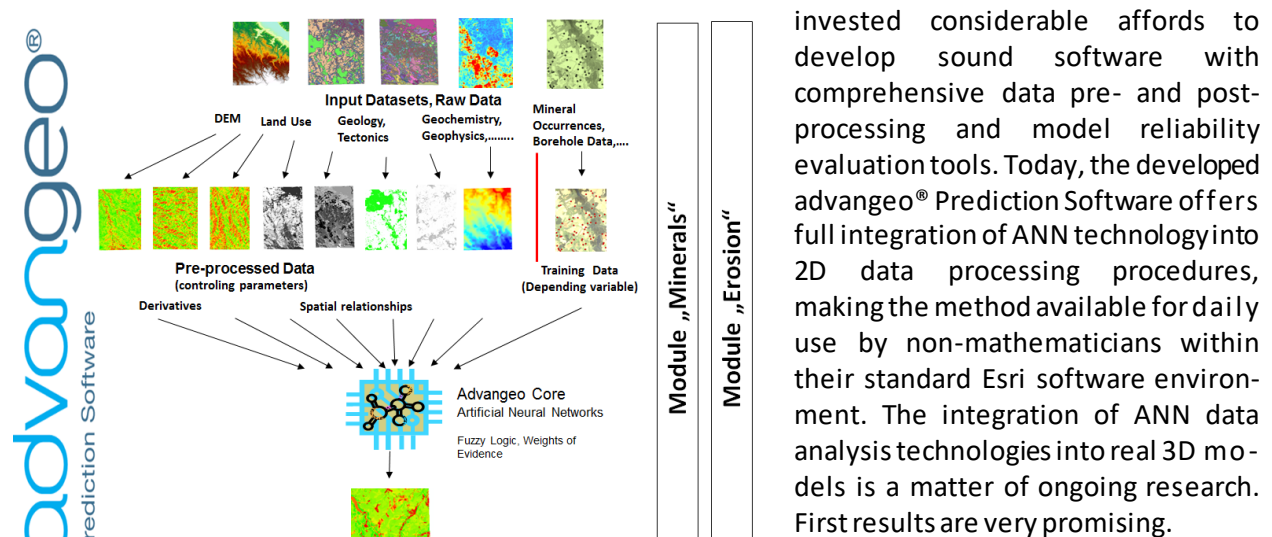 advangeo®
rediction Software
Input Datasets, Raw Data
DEM
Land Use
Geology,
Tectonics
Geochemistry,
Geophysics,........
Mineral
Occurrences,
Borehole Data,....
Pre-processed Data
(controling parameters)
Training Data
(Depending variable)
Derivatives
Spatial relationships
Advangeo Core
Artificial Neural Networks
Fuzzy Logic, Weights of
Evidence
Module „Minerals“
Module „Erosion“
invested considerable affords to
develop sound software with
comprehensive data pre- and post-
processing and model reliability
evaluation tools. Today, the developed
advangeo® Prediction Software offers
full integration of ANN technology into
2D data processing procedures,
making the method available for daily
use by non-mathematicians within
their standard Esri software environ-
ment. The integration of ANN data
analysis technologies into real 3D mo-
dels is a matter of ongoing research.
First results are very promising.